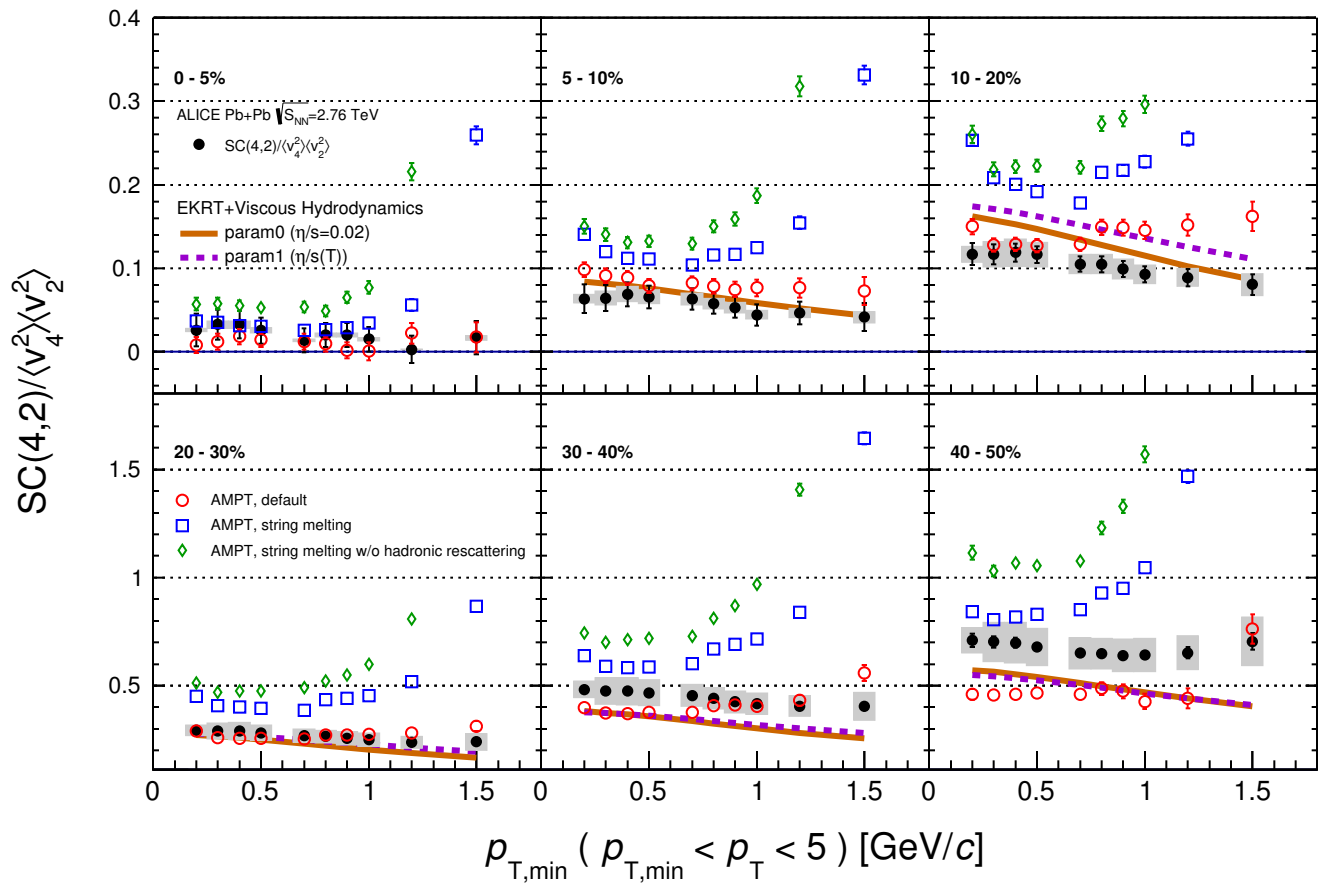 SC(4,2)/⟨v₄²⟩⟨v₂²⟩
0.4
0.3
0.2
0.1
0
0 - 5%
ALICE Pb+Pb √S_NN=2.76 TeV
SC(4,2)/⟨v₄²⟩⟨v₂²⟩
EKRT+Viscous Hydrodynamics
param0 (η/s=0.02)
param1 (η/s(T))
5 - 10%
10 - 20%
1.5
1
0.5
20 - 30%
AMPT, default
AMPT, string melting
AMPT, string melting w/o hadronic rescattering
30 - 40%
40 - 50%
0 0.5 1 1.5 0 0.5 1 1.5 0 0.5 1 1.5
p_T,min ( p_T,min < p_T < 5 ) [GeV/c]